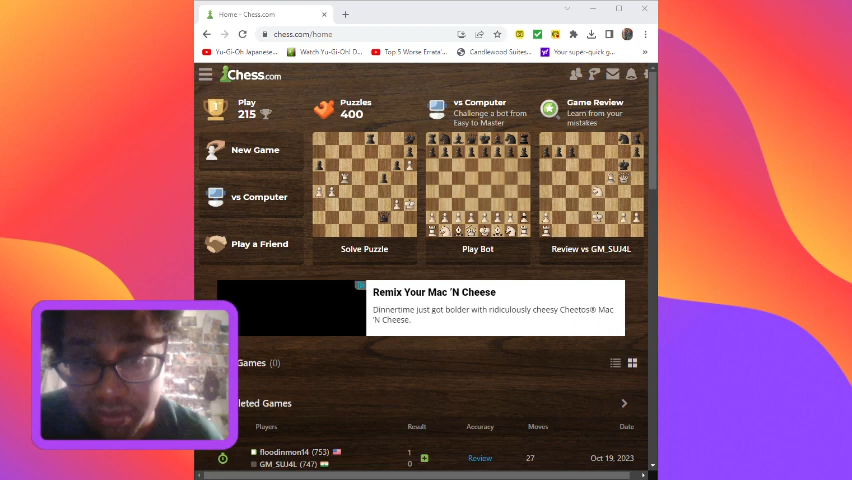 Home - Chess.com
chess.com/home
Yu-Gi-Oh Japanese...
Watch Yu-Gi-Oh! D...
Top 5 Worse Errata'...
Candlewood Suites...
Your super-quick g...
Chess.com
Play
215
Puzzles
400
vs Computer
Challenge a bot from
Easy to Master
Game Review
Learn from your
mistakes
New Game
vs Computer
Play a Friend
Solve Puzzle
Play Bot
Review vs GM_SUJ4L
Remix Your Mac 'N Cheese
Dinnertime just got bolder with ridiculously cheesy Cheetos® Mac
'N Cheese.
Games (0)
leted Games
Players
Result
Accuracy
Moves
Date
floodinmon14 (753)
1
GM_SUJ4L (747)
0
Review
27
Oct 19, 2023